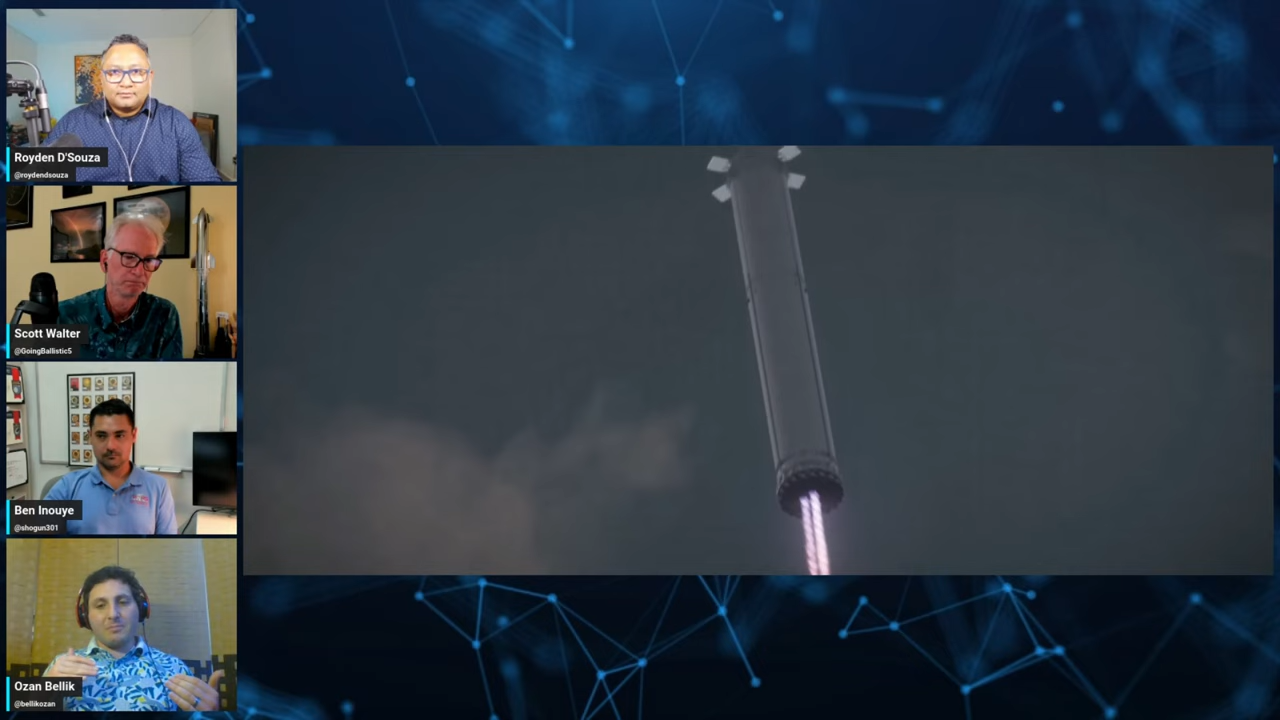 Royden D'Souza
@roydendsouza
Scott Walter
@GoingBallistic5
Ben Inouye
@shogun301
Ozan Bellik
@bellikozan